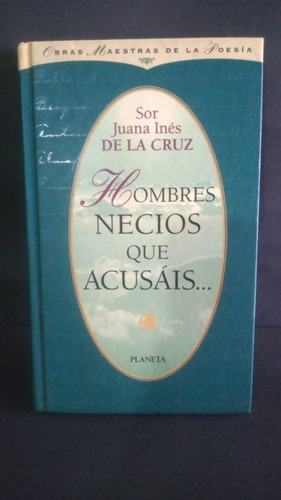 OBRAS MAESTRAS DE LA POESÍA
Sor
Juana Inés
DE LA CRUZ
HOMBRES
NECIOS
QUE
ACUSÁIS...
PLANETA